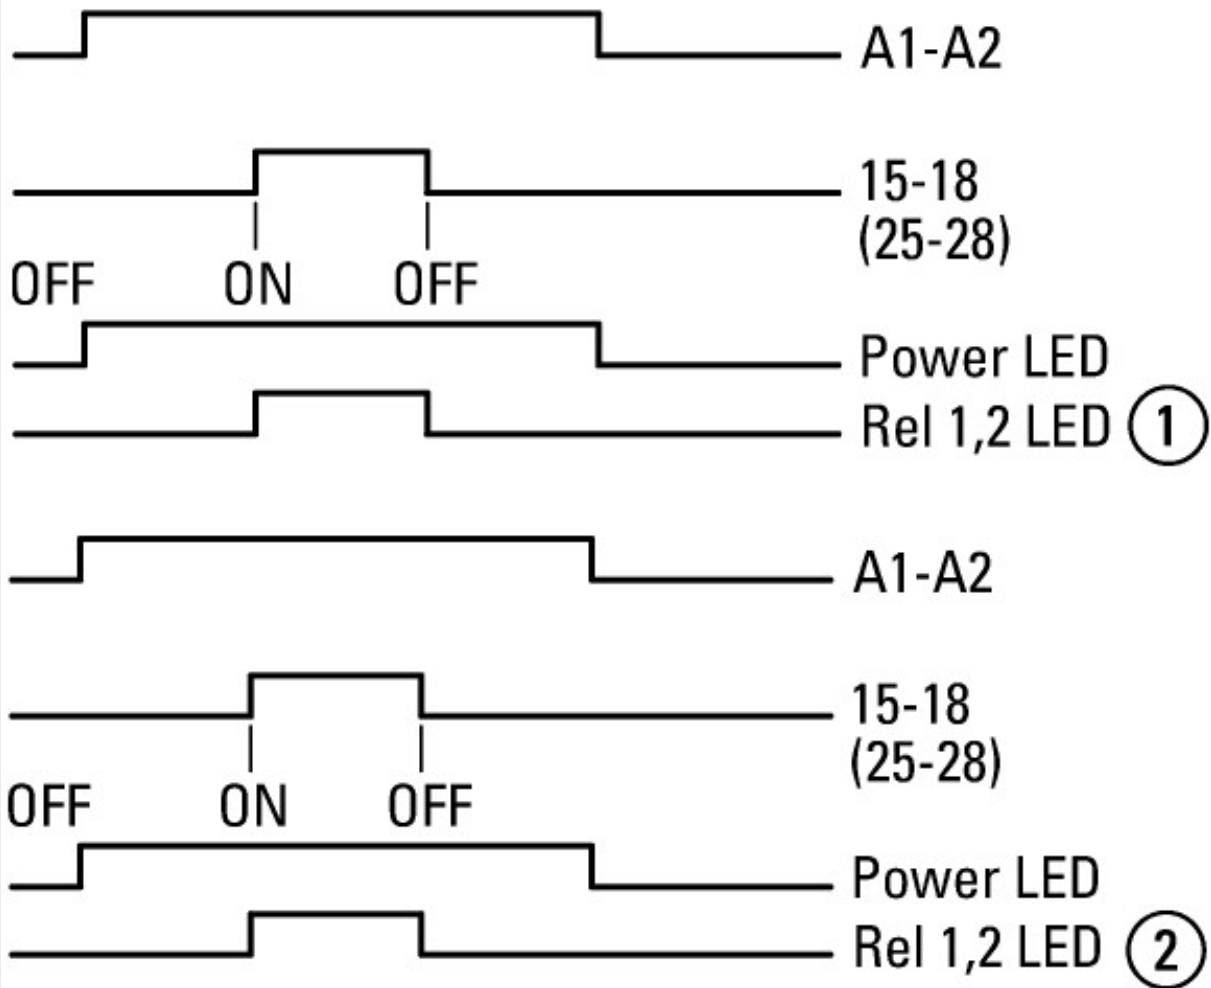 A1-A2
15-18
(25-28)
OFF ON OFF
Power LED
Rel 1,2 LED 1
A1-A2
15-18
(25-28)
OFF ON OFF
Power LED
Rel 1,2 LED 2